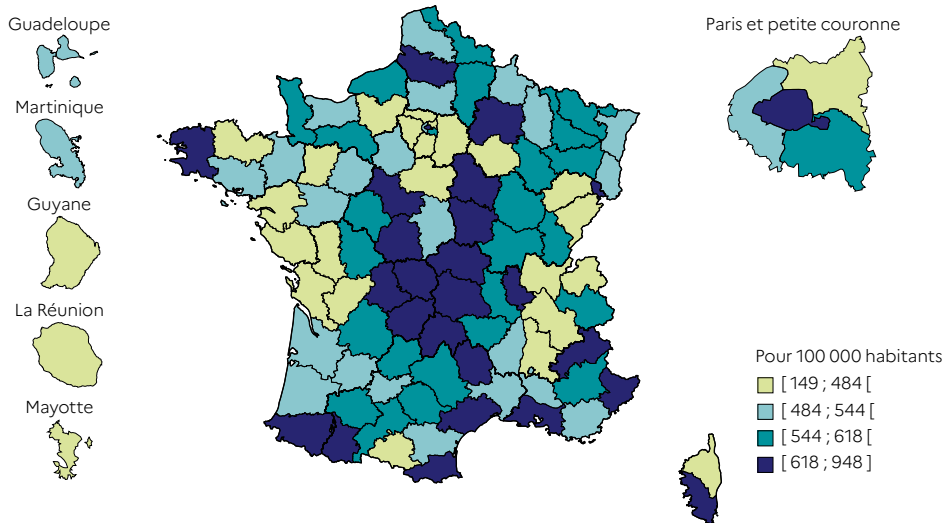 Guadeloupe
Martinique
Guyane
La Réunion
Mayotte
Paris et petite couronne
Pour 100 000 habitants
[ 149 ; 484 [
[ 484 ; 544 [
[ 544 ; 618 [
[ 618 ; 948 ]